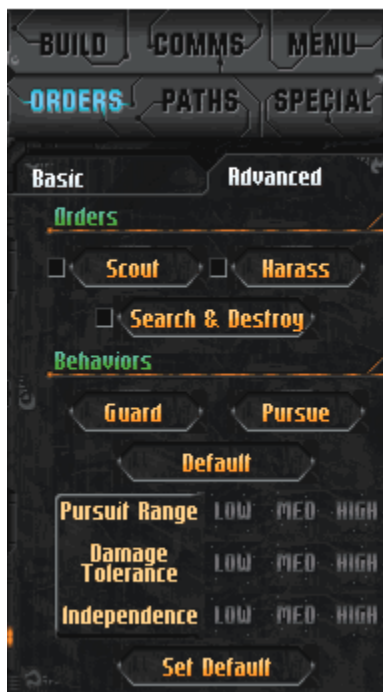 BUILD COMMS MENU
ORDERS PATHS SPECIAL
Basic Advanced
Orders
Scout Harass
Search & Destroy
Behaviors
Guard Pursue
Default
Pursuit Range LOW MED HIGH
Damage
Tolerance LOW MED HIGH
Independence LOW MED HIGH
Set Default